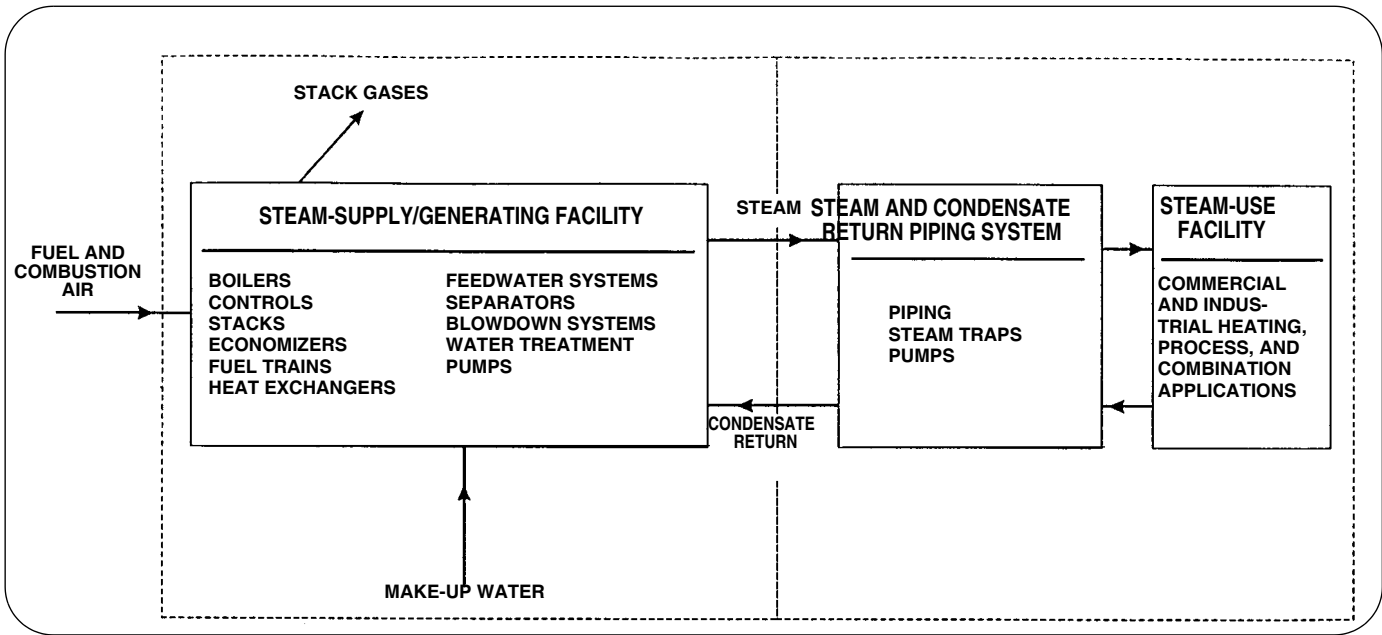 STACK GASES
STEAM-SUPPLY/GENERATING FACILITY
FUEL AND
COMBUSTION
AIR
BOILERS
CONTROLS
STACKS
ECONOMIZERS
FUEL TRAINS
HEAT EXCHANGERS
FEEDWATER SYSTEMS
SEPARATORS
BLOWDOWN SYSTEMS
WATER TREATMENT
PUMPS
MAKE-UP WATER
STEAM
CONDENSATE
RETURN
STEAM AND CONDENSATE
RETURN PIPING SYSTEM
PIPING
STEAM TRAPS
PUMPS
STEAM-USE
FACILITY
COMMERCIAL
AND INDUS-
TRIAL HEATING,
PROCESS, AND
COMBINATION
APPLICATIONS